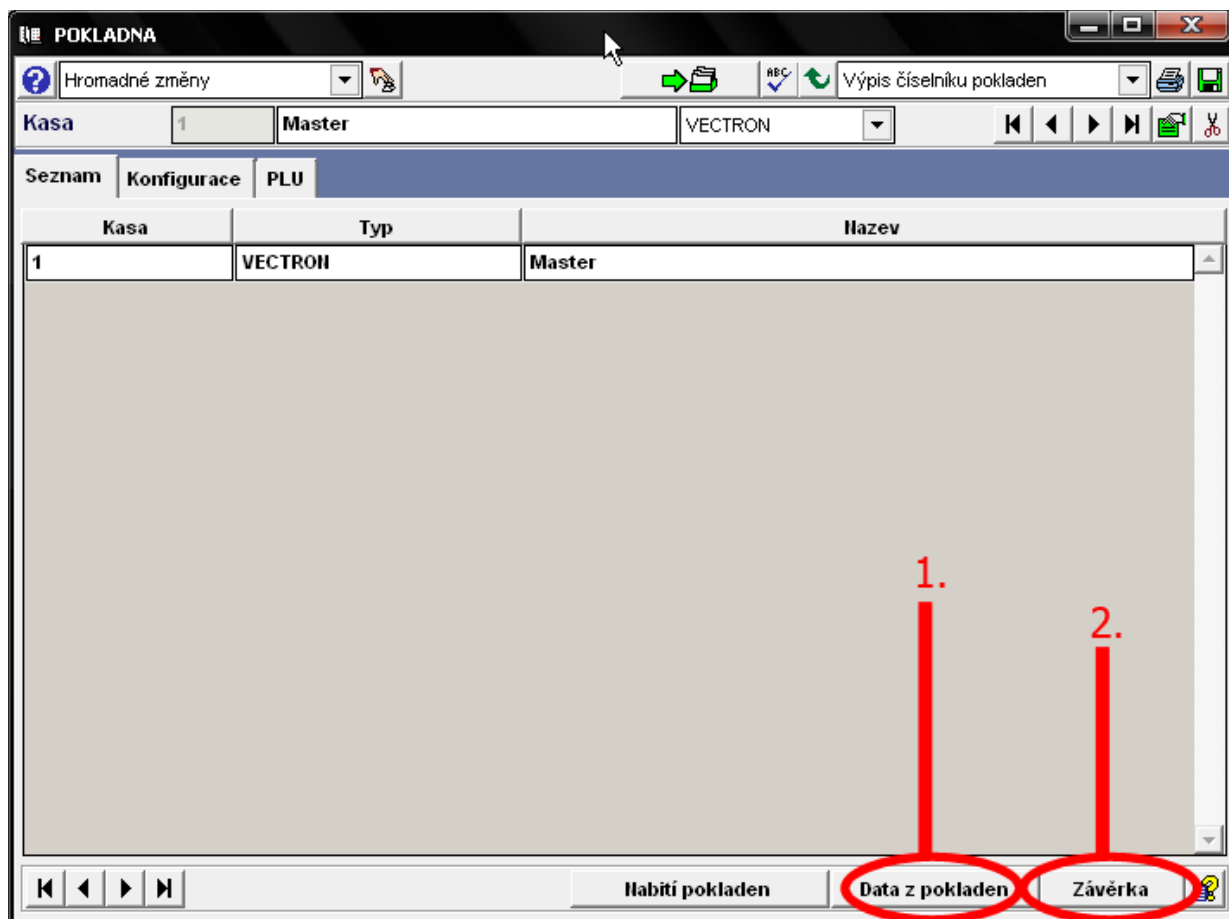 POKLADNA
Hromadné změny
ABC
Výpis číselníku pokladen
Kasa 1 Master VECTRON
Seznam Konfigurace PLU
Kasa Typ Nazev
1 VECTRON Master
1.
2.
Nabití pokladen Data z pokladen Závěrka